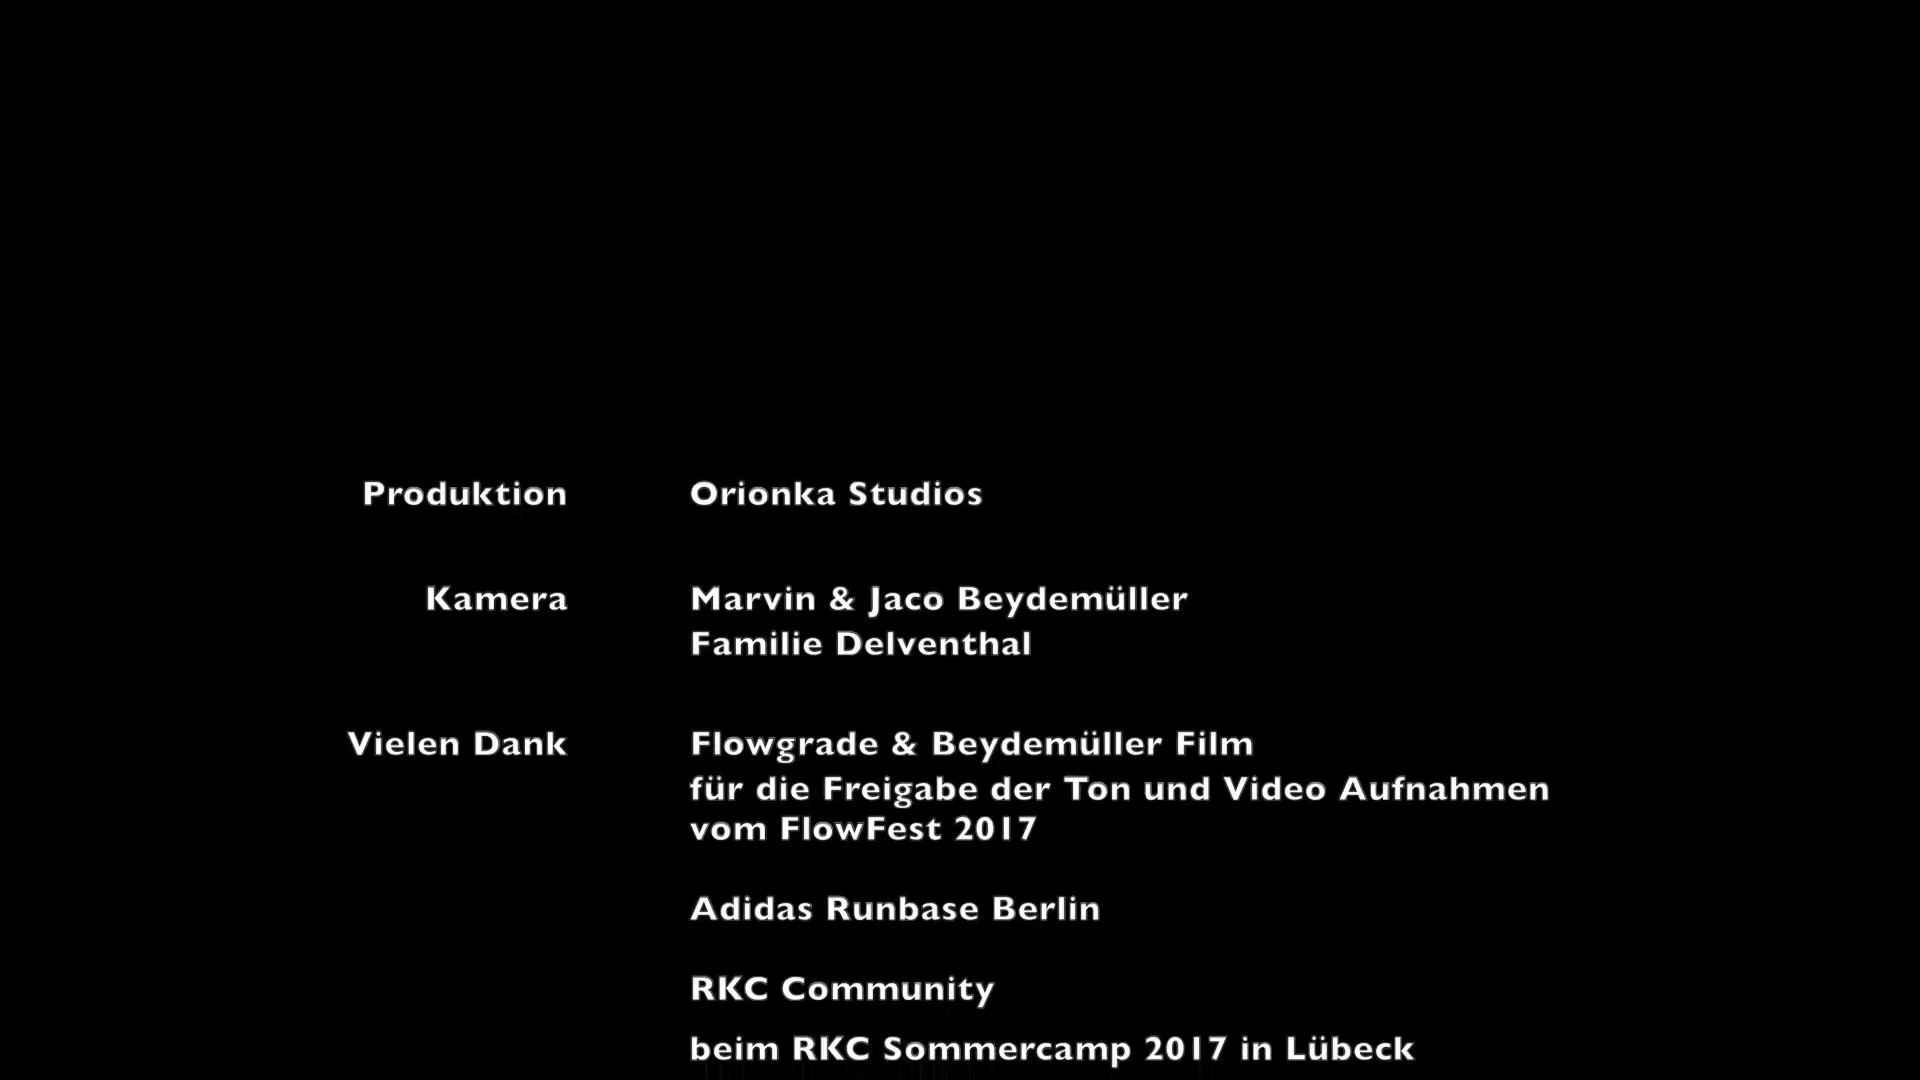 Produktion Orionka Studios
Kamera Marvin & Jaco Beydemüller
Familie Delventhal
Vielen Dank Flowgrade & Beydemüller Film
für die Freigabe der Ton und Video Aufnahmen
vom FlowFest 2017
Adidas Runbase Berlin
RKC Community
beim RKC Sommercamp 2017 in Lübeck